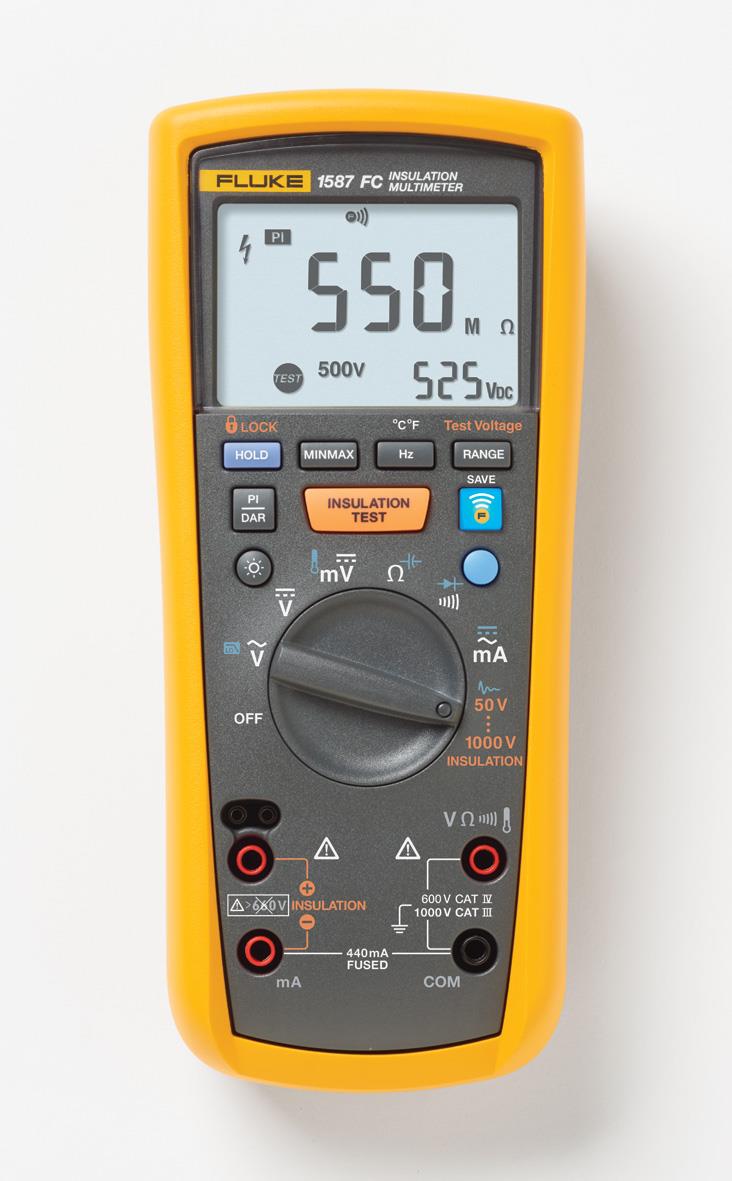 FLUKE 1587 FC INSULATION MULTIMETER
PI
550 M Ω
TEST 500V 525 VDC
LOCK °C°F Test Voltage
HOLD MINMAX Hz RANGE
SAVE
PI
DAR
INSULATION
TEST
F
mV Ω
V
V
mA
OFF
50 V
1000 V
INSULATION
V Ω
>660V
+
INSULATION
−
600 V CAT IV
1000 V CAT III
440mA
FUSED
mA COM